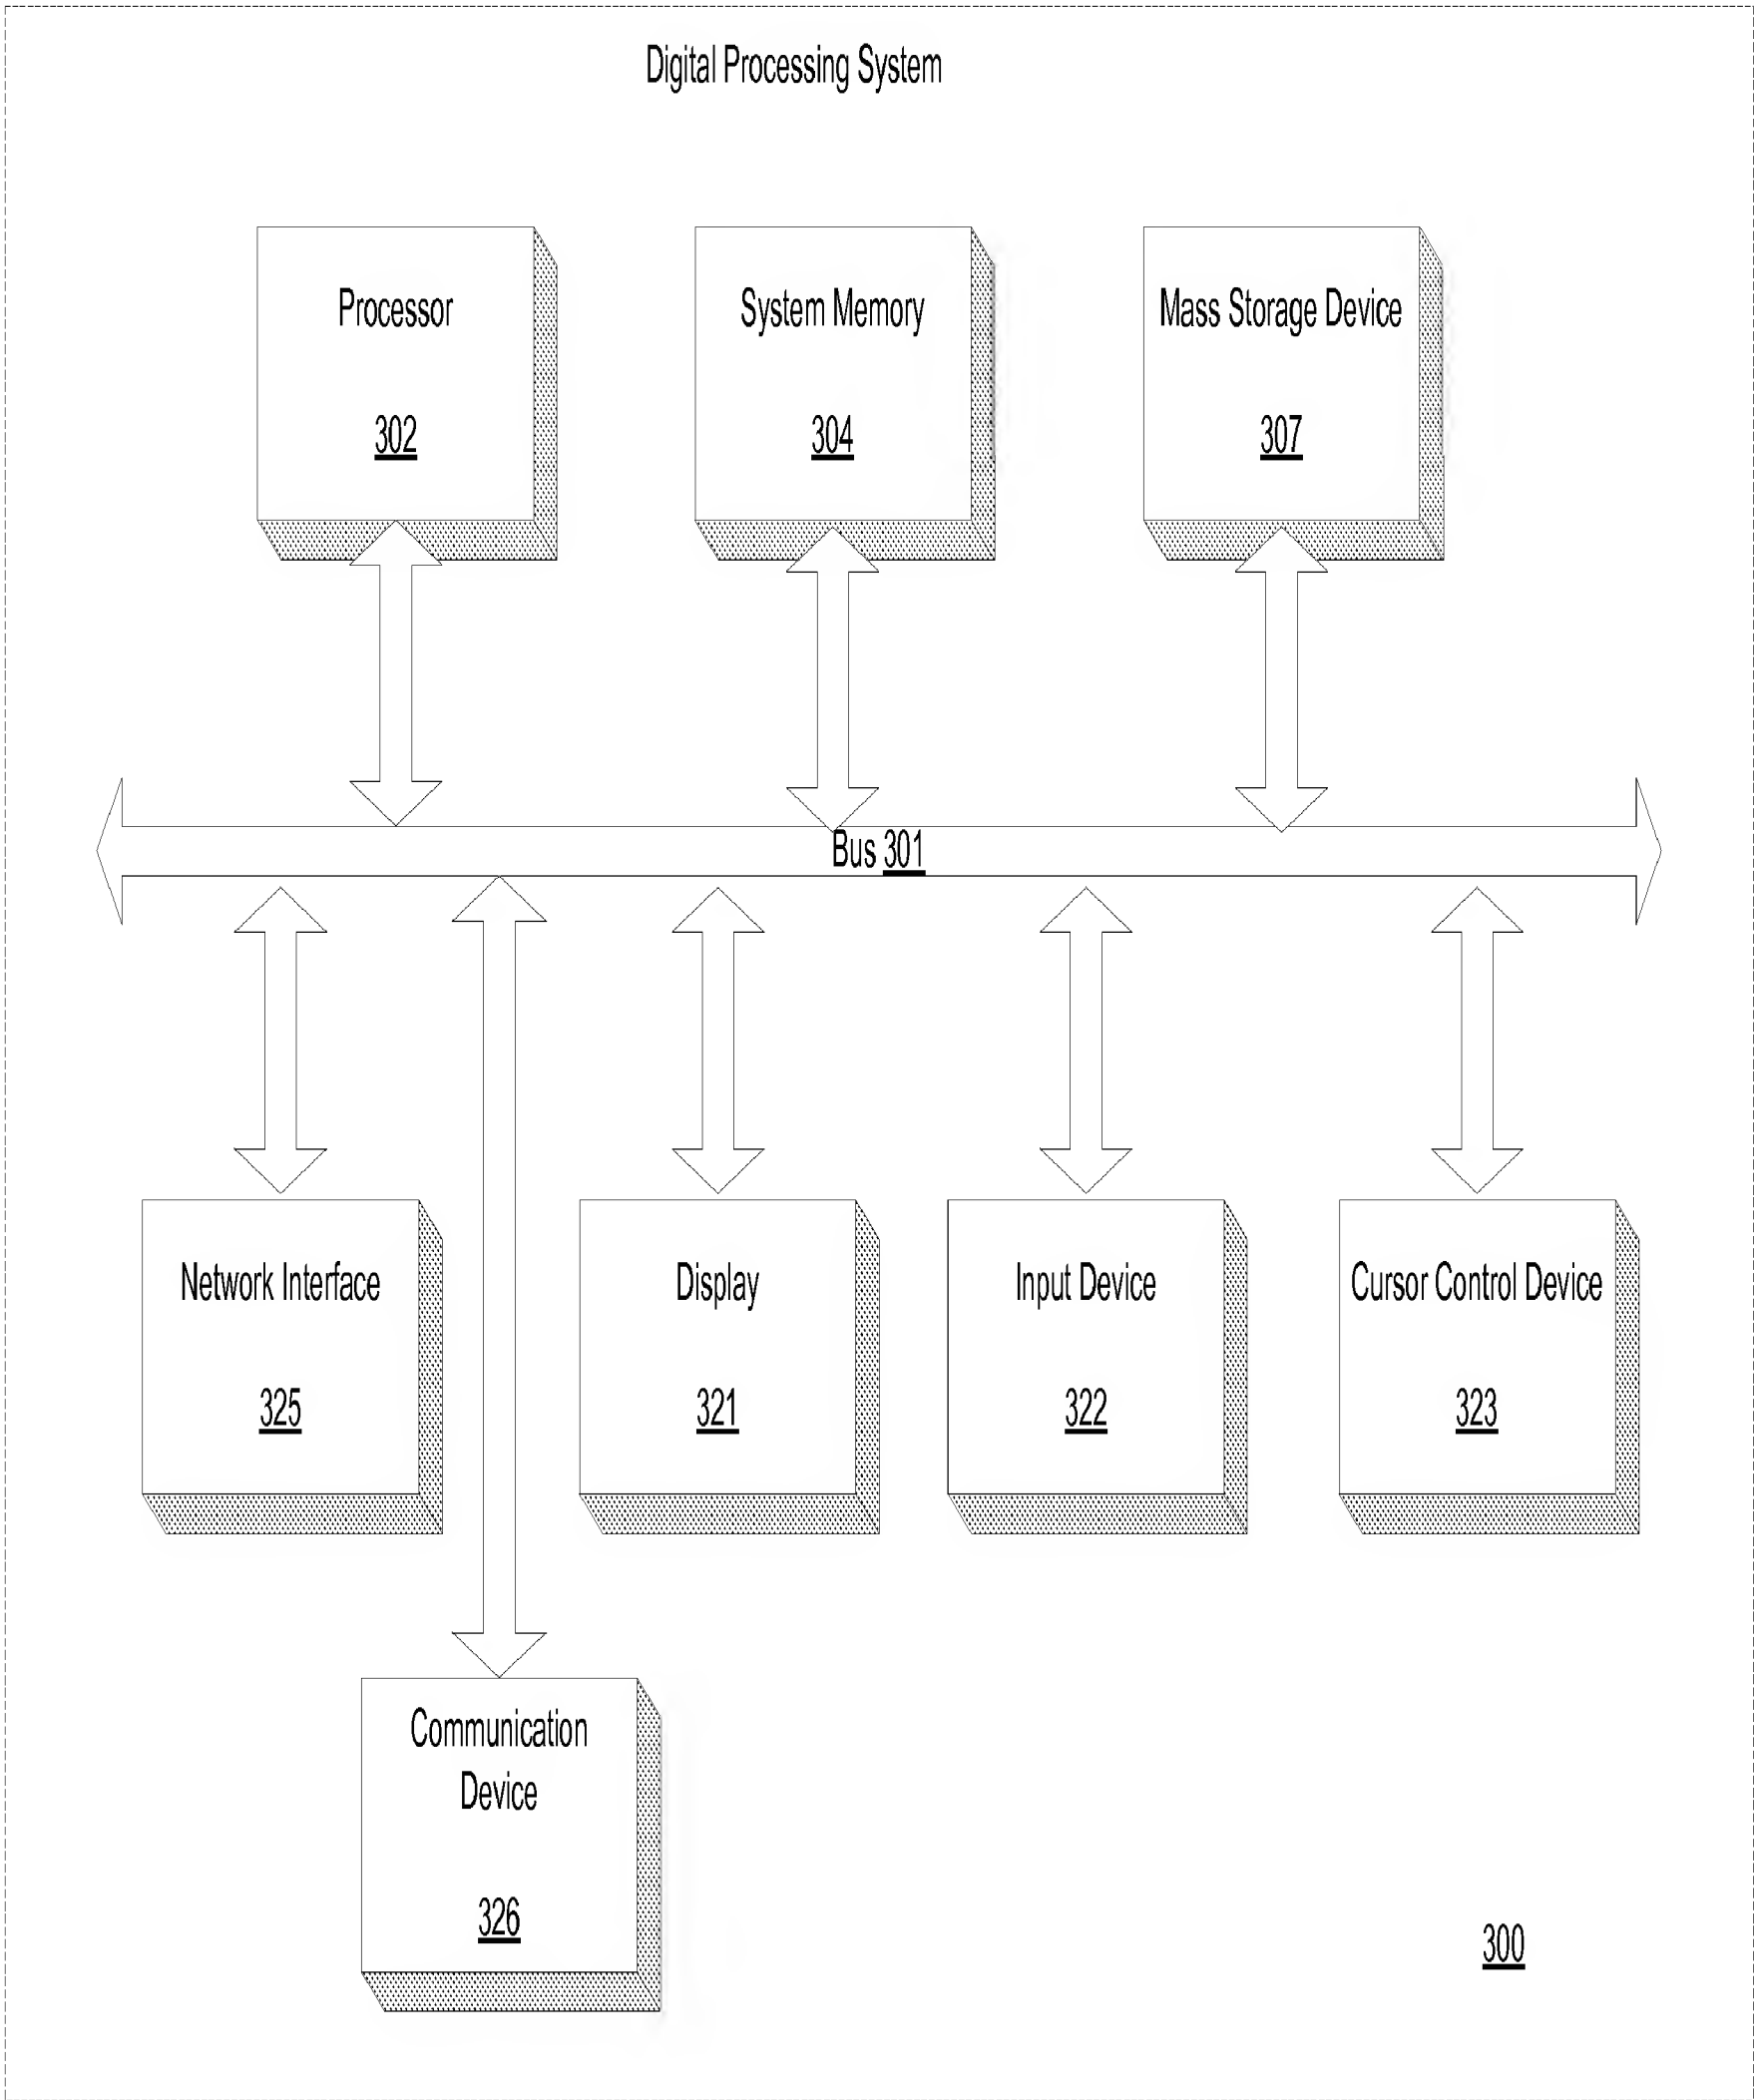 Digital Processing System
Processor
302
System Memory
304
Mass Storage Device
307
Bus 301
Network Interface
325
Display
321
Input Device
322
Cursor Control Device
323
Communication
Device
326
300